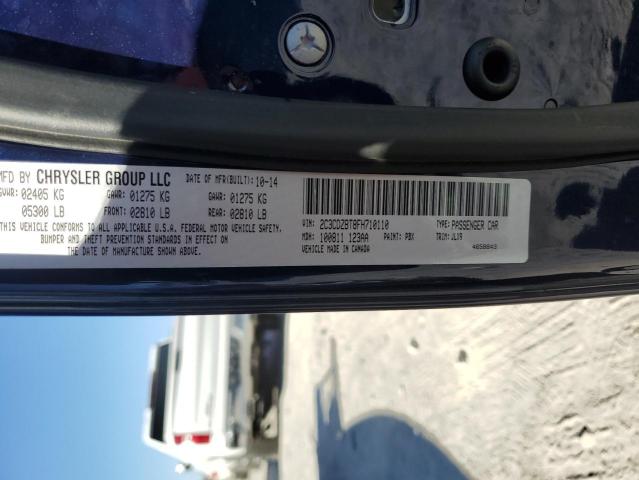 MFD BY CHRYSLER GROUP LLC DATE OF MFR(BUILT): 10-14
GVWR: 02405 KG GAWR: 01275 KG GAWR: 01275 KG
05300 LB FRONT: 02810 LB REAR: 02810 LB
THIS VEHICLE CONFORMS TO ALL APPLICABLE U.S.A. FEDERAL MOTOR VEHICLE SAFETY,
BUMPER AND THEFT PREVENTION STANDARDS IN EFFECT ON
THE DATE OF MANUFACTURE SHOWN ABOVE.
VIN: 2C3CDZBT8FH710110 TYPE: PASSENGER CAR
MDH: 100811 123AA PAINT: PBX TRIM: JLX9
VEHICLE MADE IN CANADA 4658843